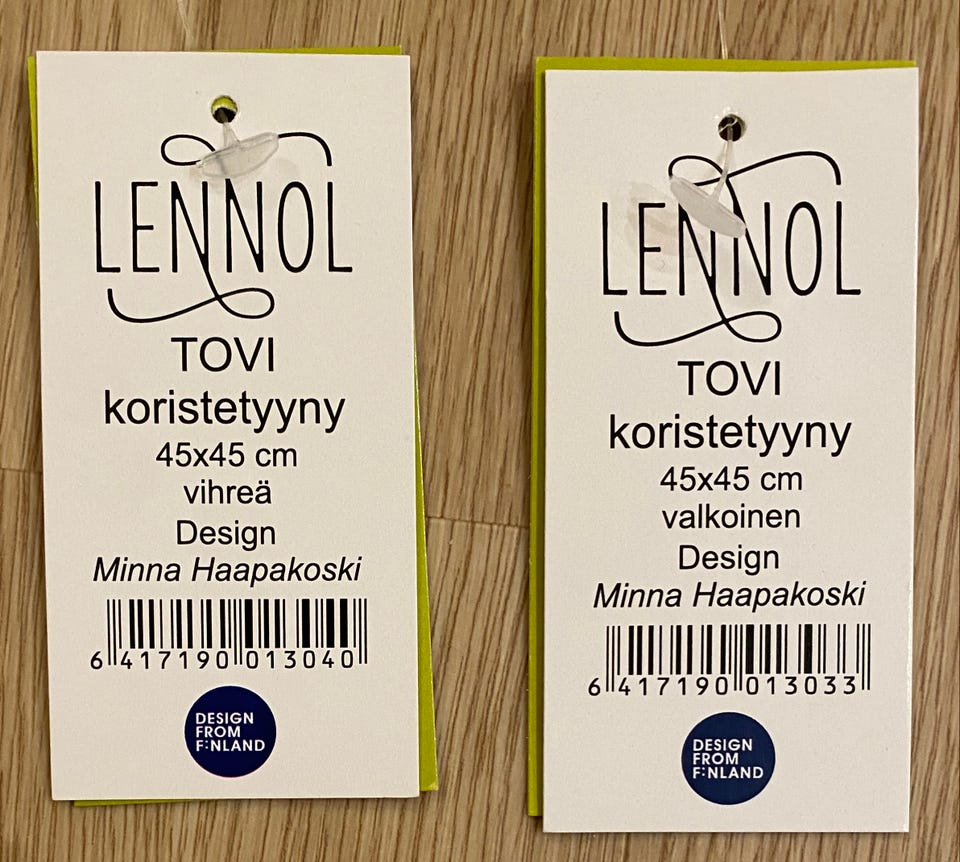 LENNOL
TOVI
koristetyyny
45x45 cm
vihreä
Design
Minna Haapakoski
6 417190 013040
DESIGN
FROM
F:NLAND
LENNOL
TOVI
koristetyyny
45x45 cm
valkoinen
Design
Minna Haapakoski
6 417190 013033
DESIGN
FROM
F:NLAND